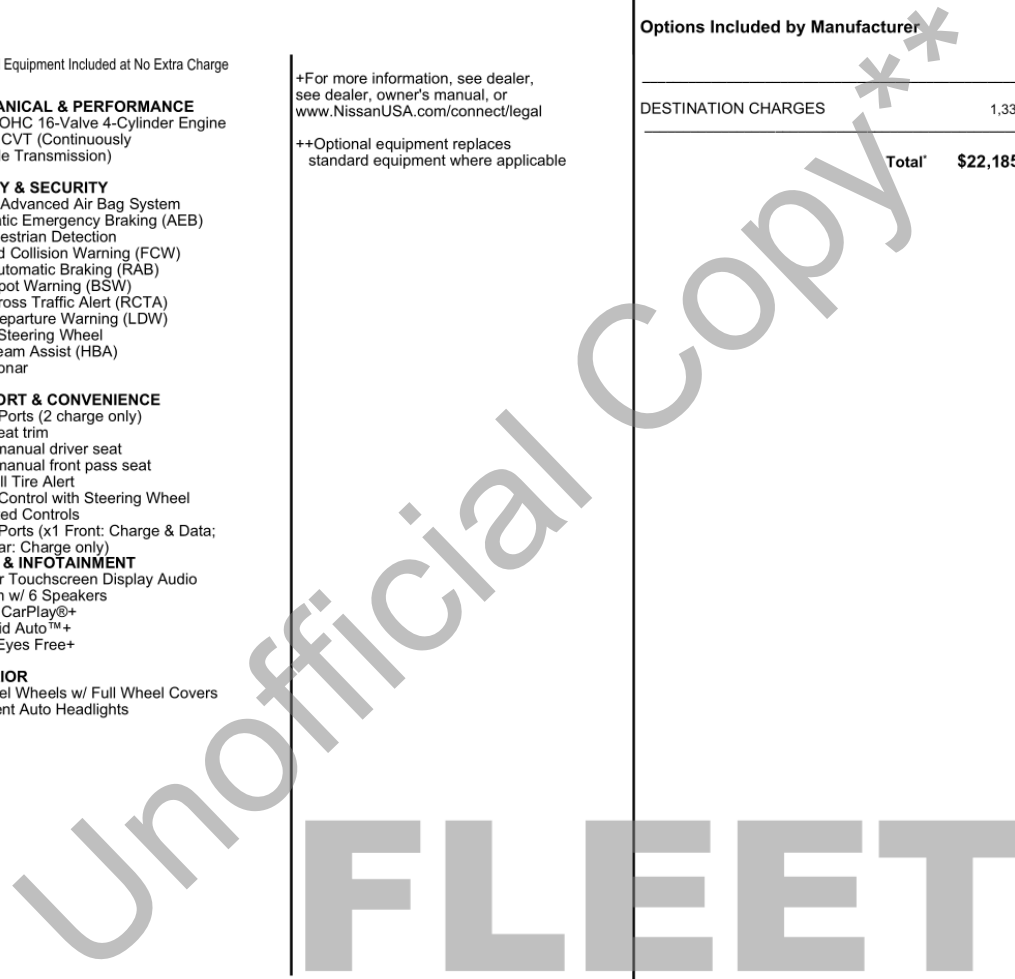 Equipment Included at No Extra Charge
ANICAL & PERFORMANCE
OHC 16-Valve 4-Cylinder Engine
CVT (Continuously
le Transmission)
Y & SECURITY
Advanced Air Bag System
tic Emergency Braking (AEB)
estrian Detection
d Collision Warning (FCW)
utomatic Braking (RAB)
pot Warning (BSW)
ross Traffic Alert (RCTA)
eparture Warning (LDW)
Steering Wheel
eam Assist (HBA)
onar
ORT & CONVENIENCE
Ports (2 charge only)
eat trim
manual driver seat
manual front pass seat
ll Tire Alert
Control with Steering Wheel
ed Controls
Ports (x1 Front: Charge & Data;
ar: Charge only)
& INFOTAINMENT
r Touchscreen Display Audio
n w/ 6 Speakers
CarPlay®+
id Auto™+
Eyes Free+
IOR
el Wheels w/ Full Wheel Covers
ent Auto Headlights
+For more information, see dealer,
see dealer, owner's manual, or
www.NissanUSA.com/connect/legal
++Optional equipment replaces
standard equipment where applicable
Options Included by Manufacturer
DESTINATION CHARGES 1,33
Total* $22,185
Unofficial Copy**
FLEET